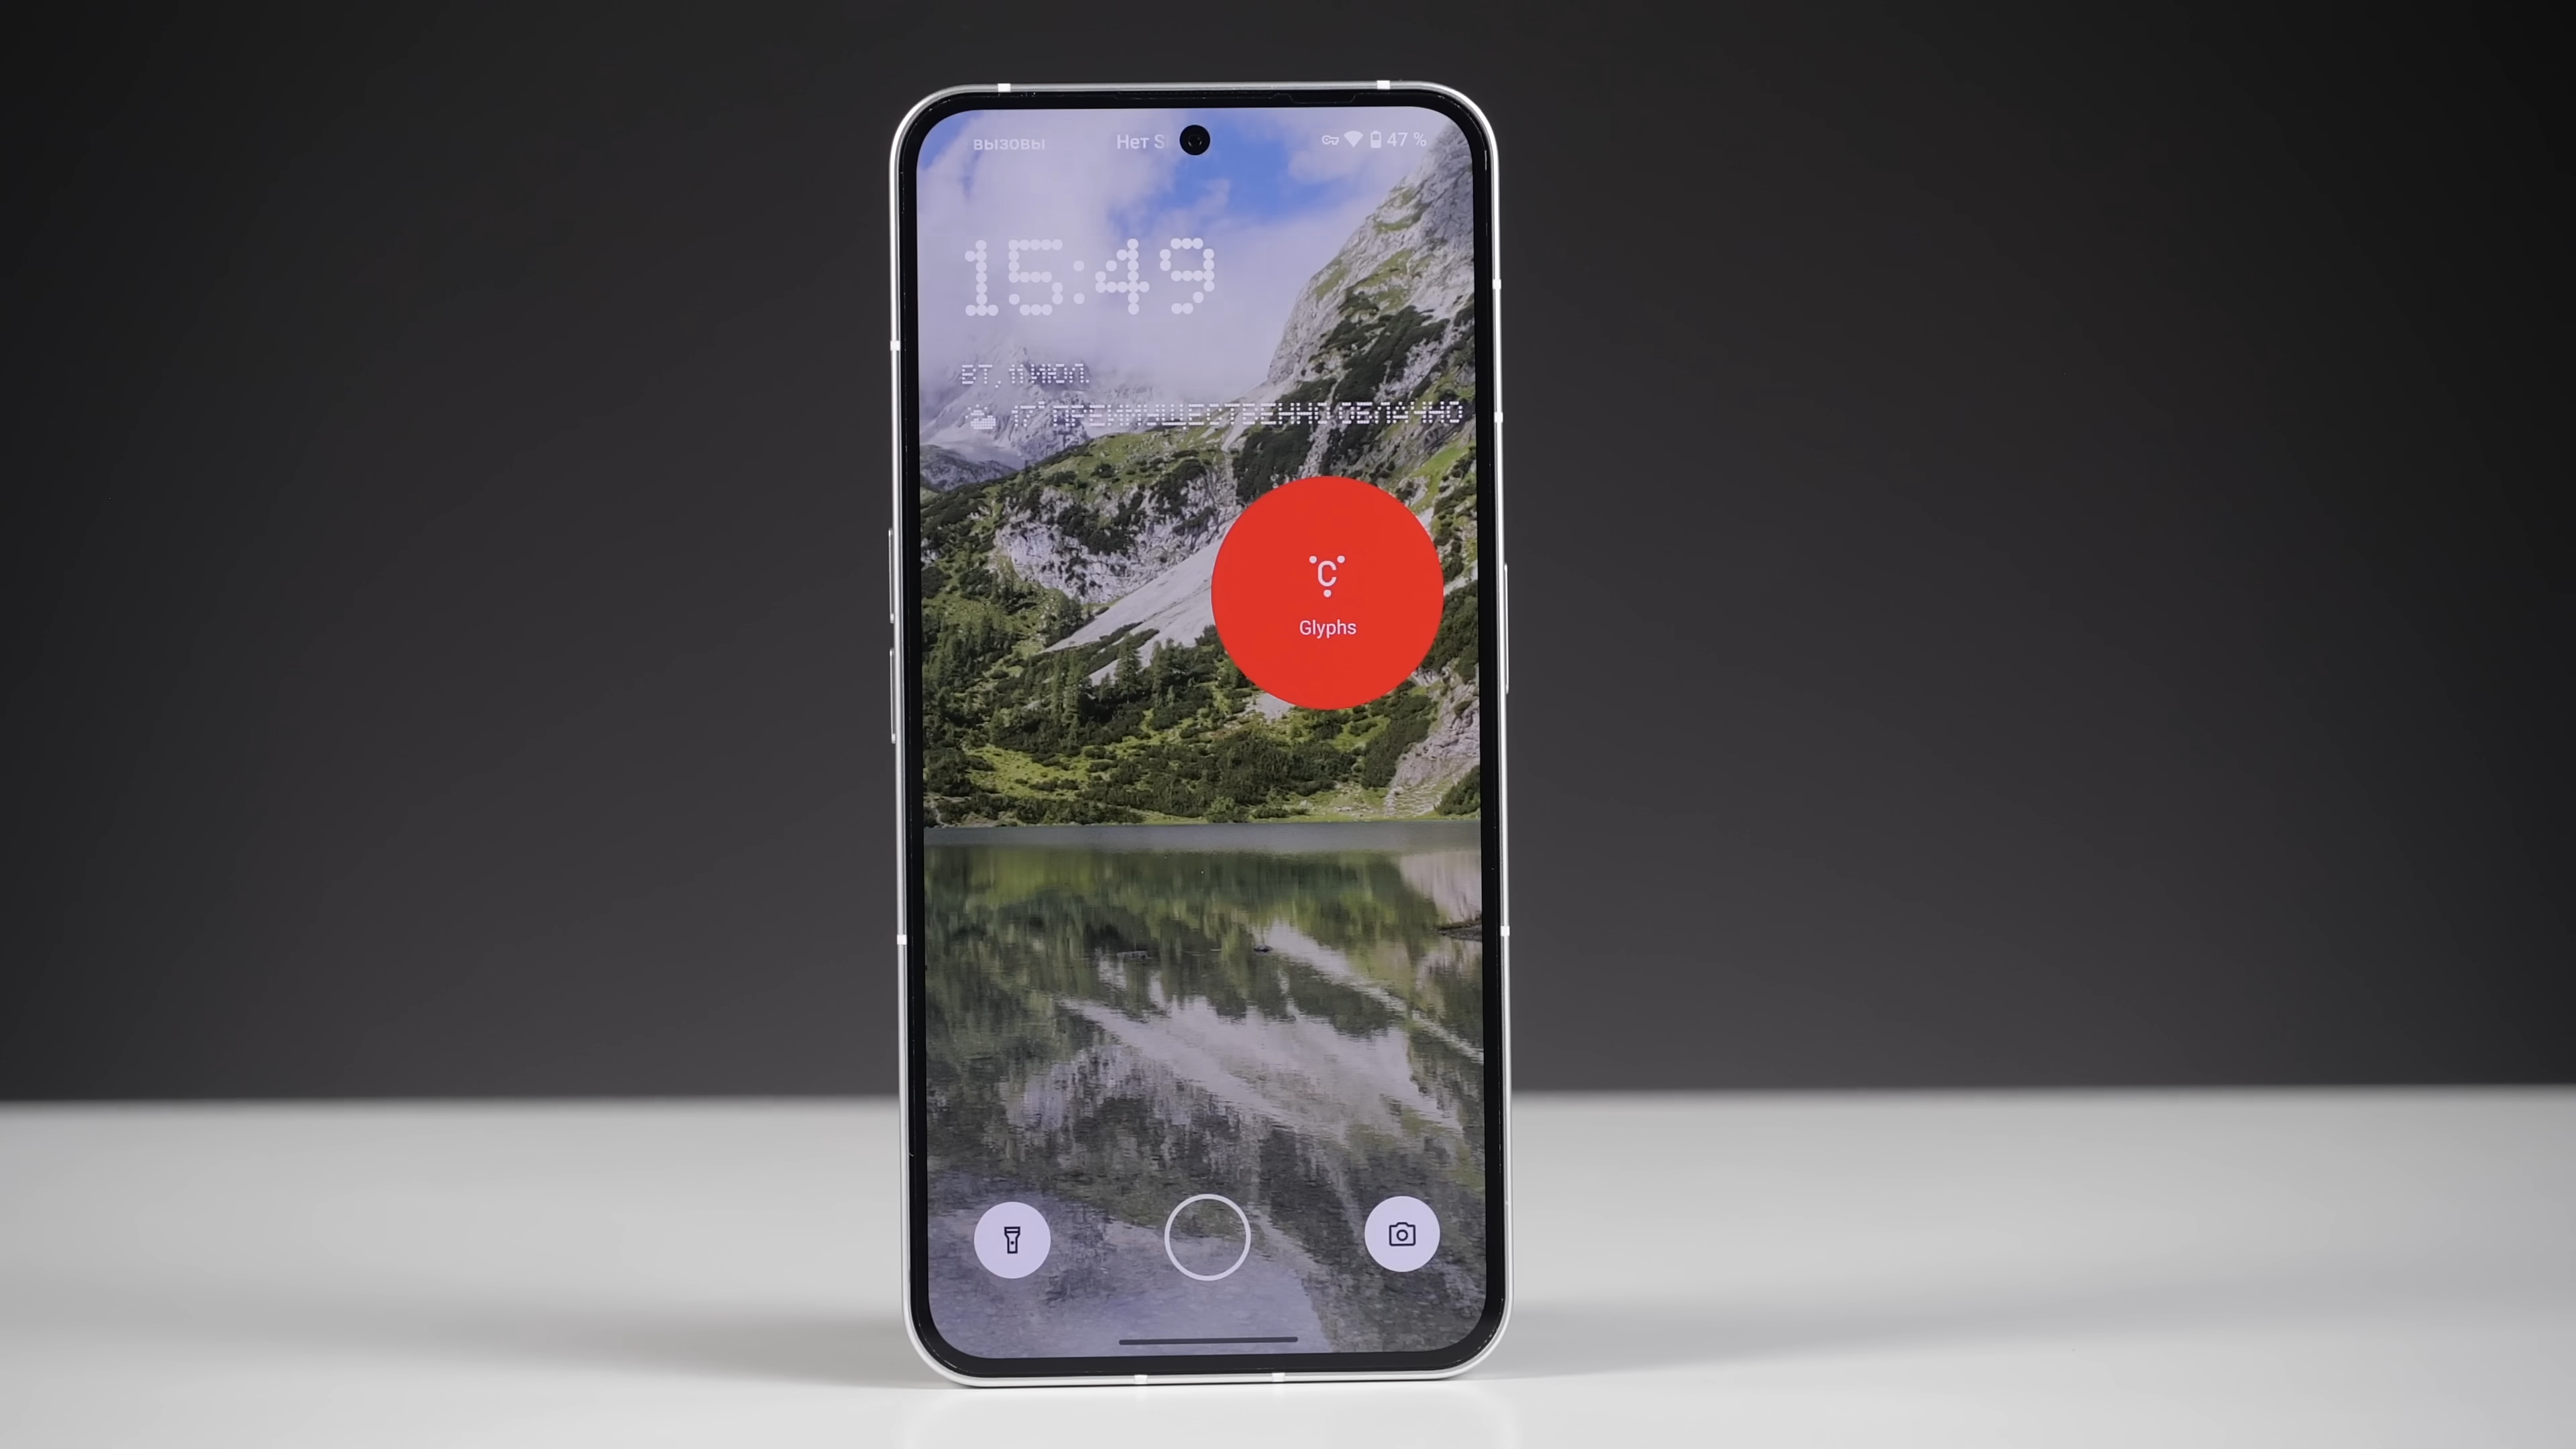 вызовы
Нет S
47 %
15:49
ВТ, 11 ИЮЛ.
17° ПРЕИМУЩЕСТВЕННО ОБЛАЧНО
Glyphs